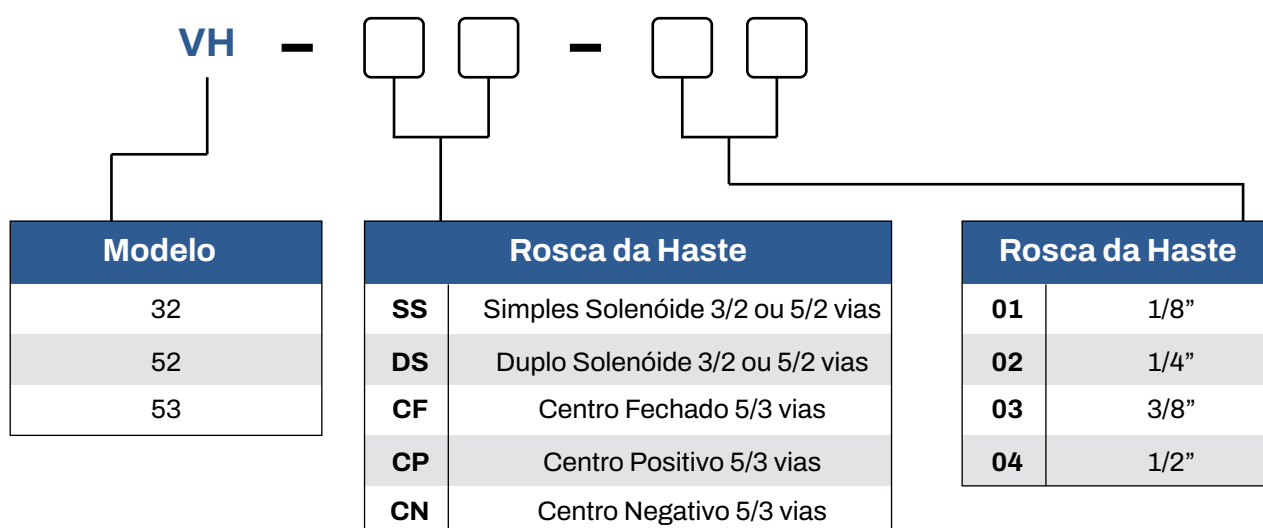 VH - -
Modelo
32
52
53
Rosca da Haste
SS Simples Solenóide 3/2 ou 5/2 vias
DS Duplo Solenóide 3/2 ou 5/2 vias
CF Centro Fechado 5/3 vias
CP Centro Positivo 5/3 vias
CN Centro Negativo 5/3 vias
Rosca da Haste
01 1/8”
02 1/4”
03 3/8”
04 1/2”